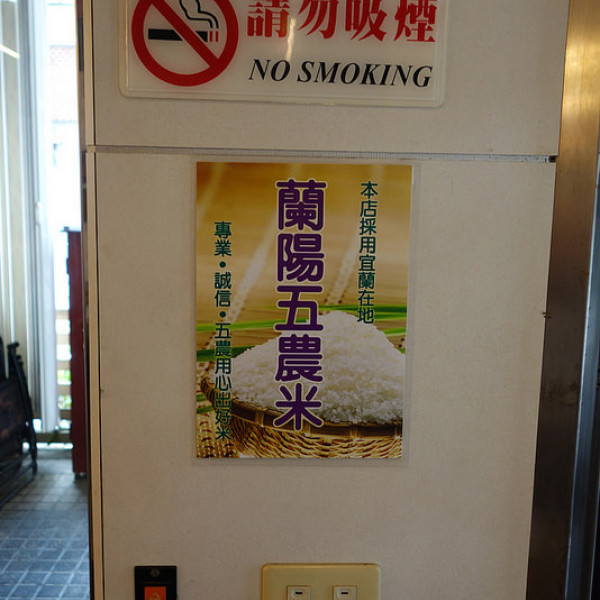 請勿吸煙
NO SMOKING
本店採用宜蘭在地
蘭陽五農米
專業·誠信·五農用心出好米